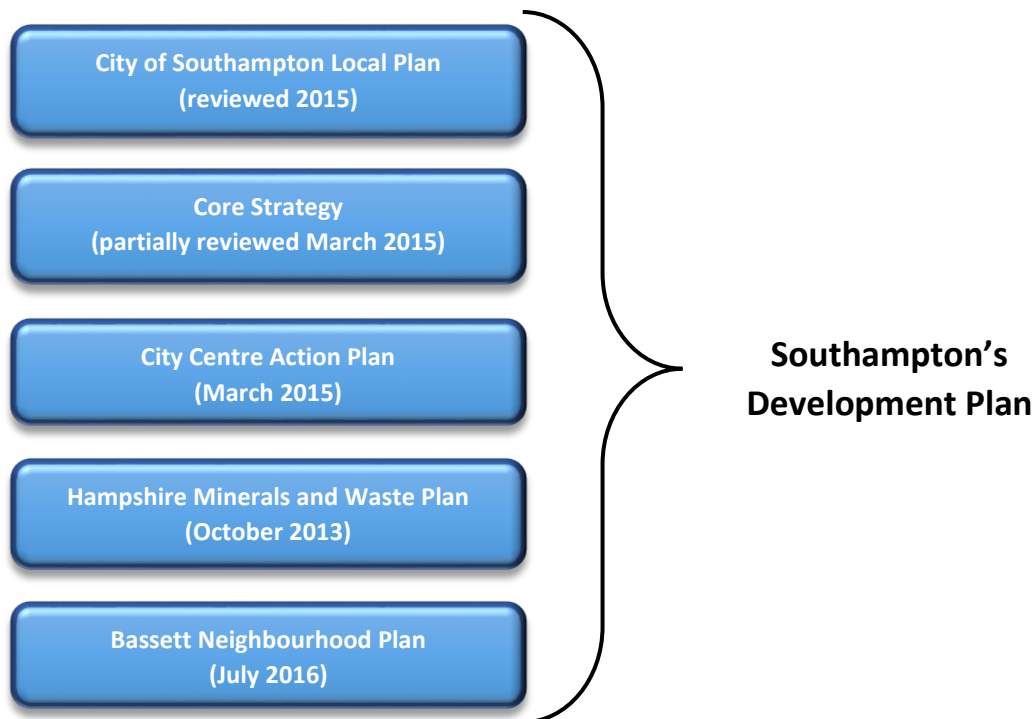 City of Southampton Local Plan
(reviewed 2015)
Core Strategy
(partially reviewed March 2015)
City Centre Action Plan
(March 2015)
Hampshire Minerals and Waste Plan
(October 2013)
Bassett Neighbourhood Plan
(July 2016)
Southampton’s
Development Plan